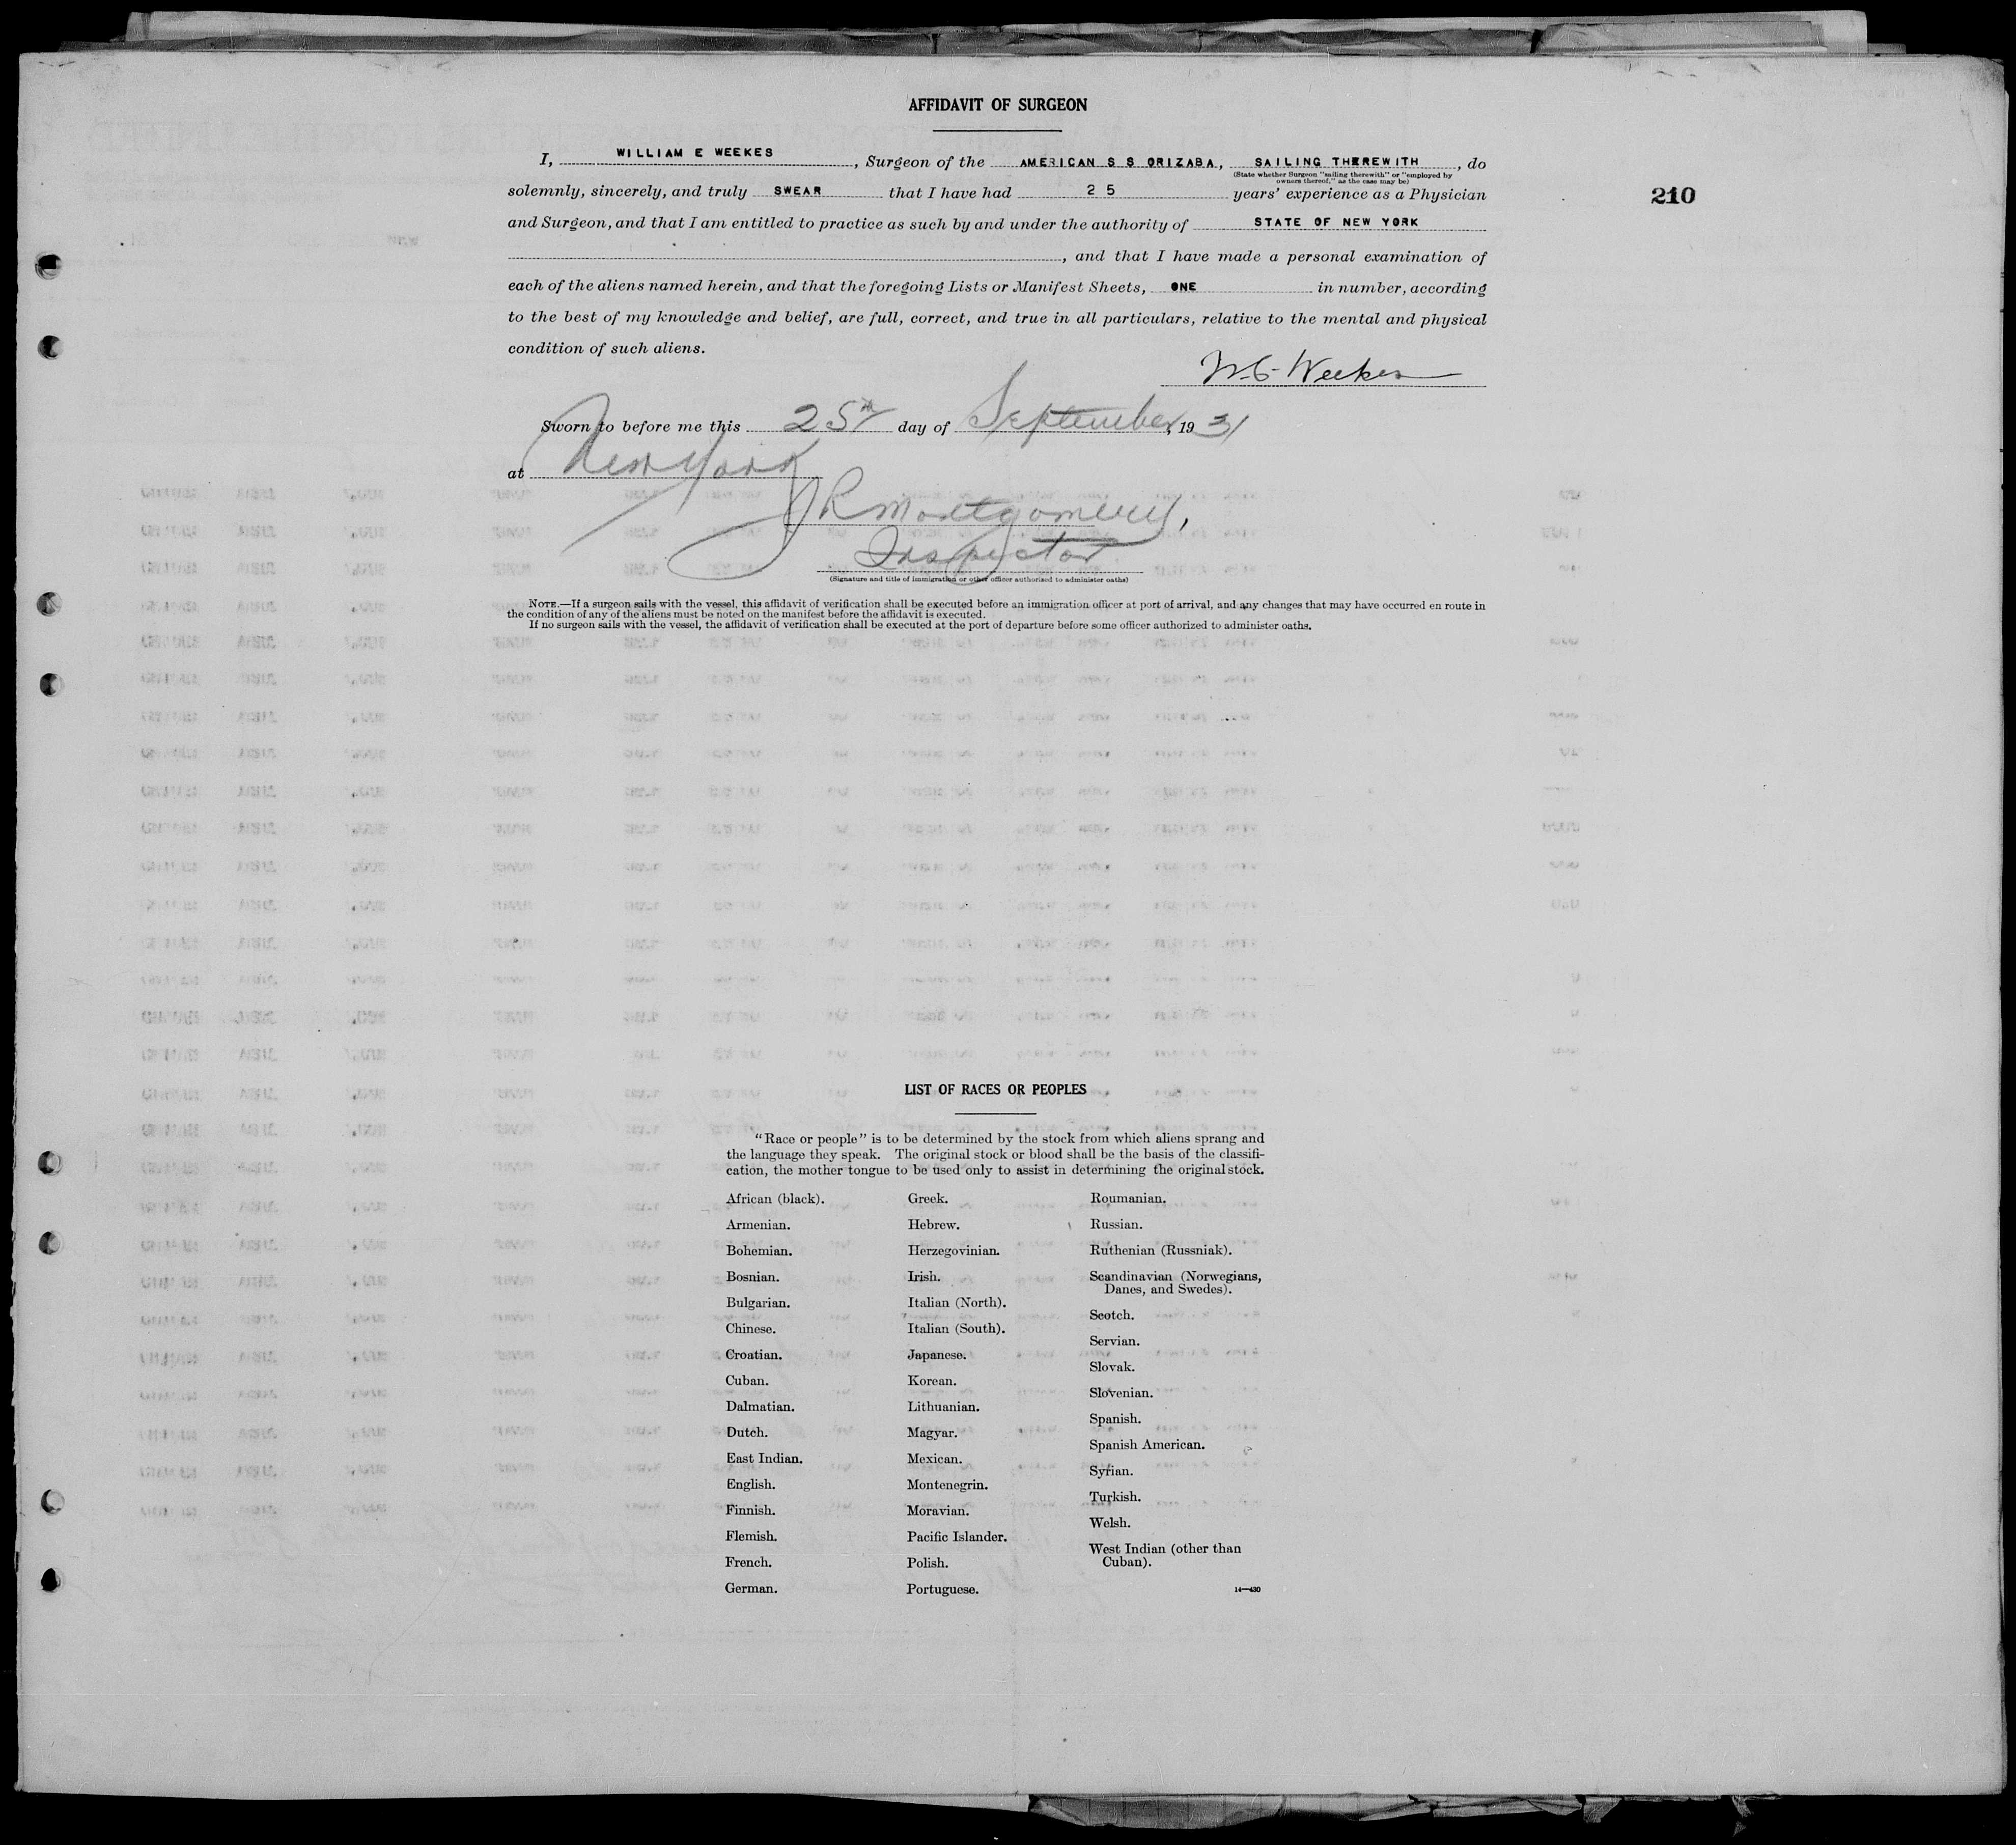 AFFIDAVIT OF SURGEON
I, WILLIAM E WEEKES, Surgeon of the AMERICAN S S ORIZABA, SAILING THEREWITH, do
(State whether Surgeon "sailing therewith" or "employed by
owners thereof," as the case may be)
solemnly, sincerely, and truly SWEAR that I have had 25 years' experience as a Physician
210
and Surgeon, and that I am entitled to practice as such by and under the authority of STATE OF NEW YORK
, and that I have made a personal examination of
each of the aliens named herein, and that the foregoing Lists or Manifest Sheets, ONE in number, according
to the best of my knowledge and belief, are full, correct, and true in all particulars, relative to the mental and physical
condition of such aliens.
W. E. Weekes
Sworn to before me this 25th day of September, 1931
at New York
J R Montgomery,
Inspector
(Signature and title of immigration or other officer authorized to administer oaths)
NOTE.—If a surgeon sails with the vessel, this affidavit of verification shall be executed before an immigration officer at port of arrival, and any changes that may have occurred en route in
the condition of any of the aliens must be noted on the manifest before the affidavit is executed.
If no surgeon sails with the vessel, the affidavit of verification shall be executed at the port of departure before some officer authorized to administer oaths.
LIST OF RACES OR PEOPLES
"Race or people" is to be determined by the stock from which aliens sprang and
the language they speak. The original stock or blood shall be the basis of the classifi-
cation, the mother tongue to be used only to assist in determining the original stock.
African (black).
Armenian.
Bohemian.
Bosnian.
Bulgarian.
Chinese.
Croatian.
Cuban.
Dalmatian.
Dutch.
East Indian.
English.
Finnish.
Flemish.
French.
German.
Greek.
Hebrew.
Herzegovinian.
Irish.
Italian (North).
Italian (South).
Japanese.
Korean.
Lithuanian.
Magyar.
Mexican.
Montenegrin.
Moravian.
Pacific Islander.
Polish.
Portuguese.
Roumanian.
Russian.
Ruthenian (Russniak).
Scandinavian (Norwegians,
Danes, and Swedes).
Scotch.
Servian.
Slovak.
Slovenian.
Spanish.
Spanish American.
Syrian.
Turkish.
Welsh.
West Indian (other than
Cuban).
14—430